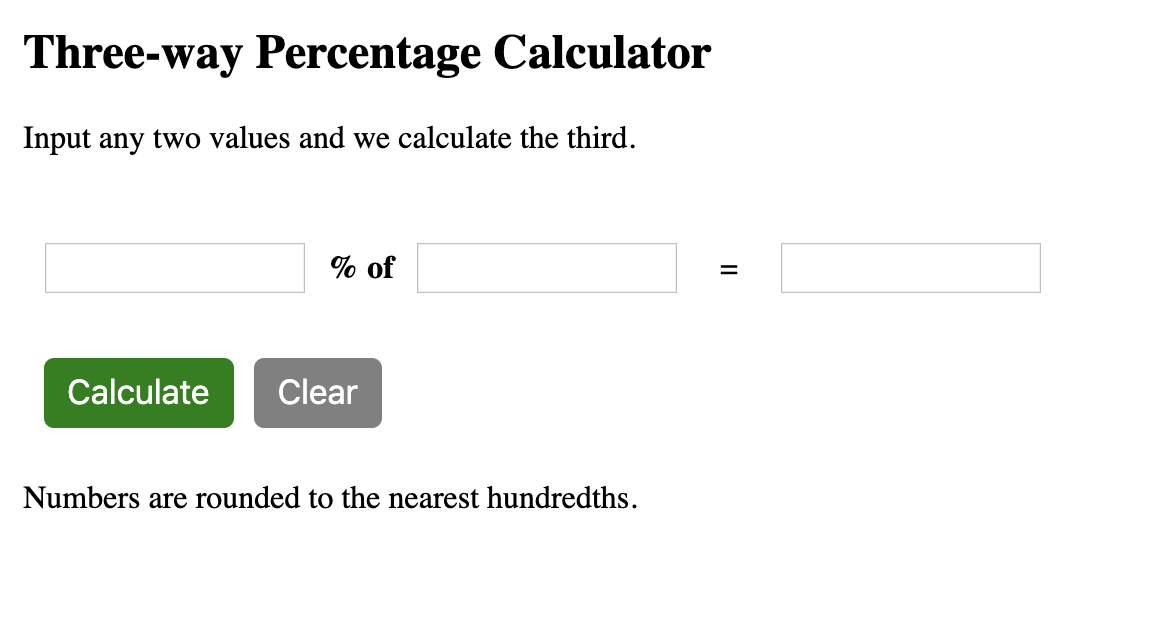 Three-way Percentage Calculator
Input any two values and we calculate the third.
% of =
Calculate Clear
Numbers are rounded to the nearest hundredths.